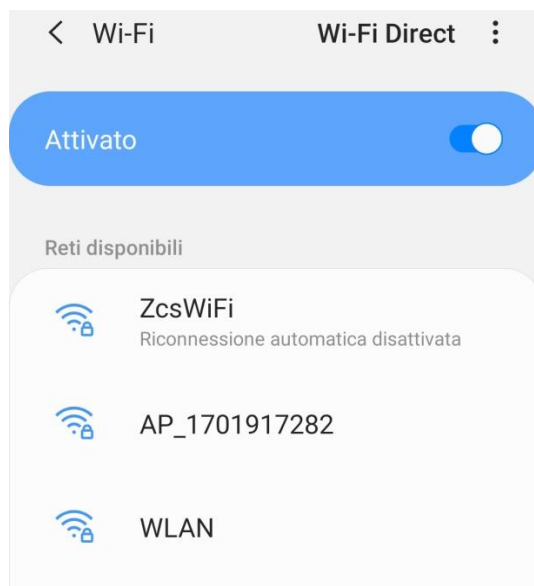 Wi-Fi Wi-Fi Direct
Attivato
Reti disponibili
ZcsWiFi
Riconnessione automatica disattivata
AP_1701917282
WLAN